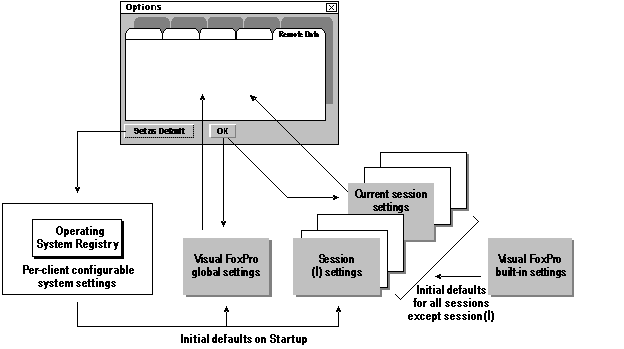 Options
Remote Data
Set as Default
OK
Current session
settings
Operating
System Registry
Per-client configurable
system settings
Visual FoxPro
global settings
Session
(1) settings
Visual FoxPro
built-in settings
Initial defaults
for all sessions
except session(1)
Initial defaults on Startup